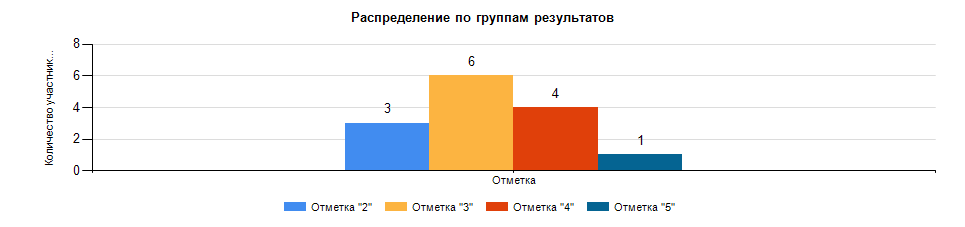 Распределение по группам результатов
Количество участник...
8
6
4
2
0
3
6
4
1
Отметка
Отметка "2" Отметка "3" Отметка "4" Отметка "5"